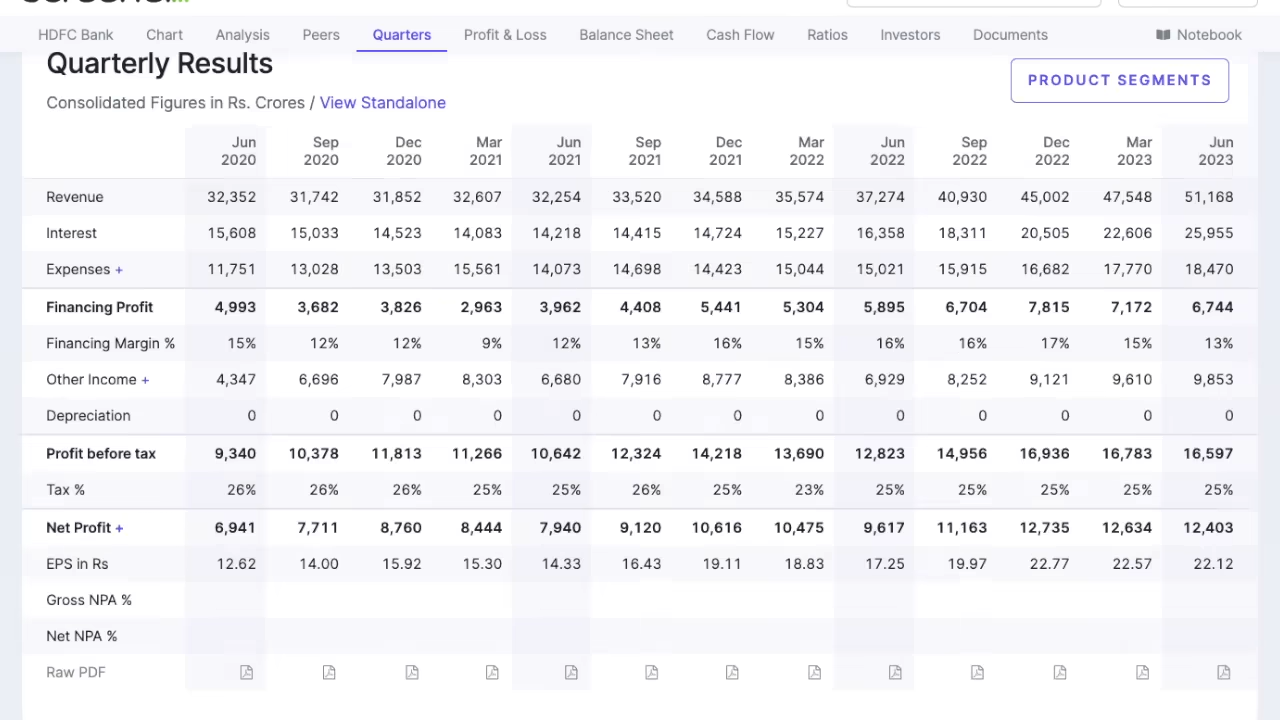 HDFC Bank Chart Analysis Peers Quarters Profit & Loss Balance Sheet Cash Flow Ratios Investors Documents Notebook
Quarterly Results
PRODUCT SEGMENTS
Consolidated Figures in Rs. Crores / View Standalone
Jun Sep Dec Mar Jun Sep Dec Mar Jun Sep Dec Mar Jun
2020 2020 2020 2021 2021 2021 2021 2022 2022 2022 2022 2023 2023
Revenue 32,352 31,742 31,852 32,607 32,254 33,520 34,588 35,574 37,274 40,930 45,002 47,548 51,168
Interest 15,608 15,033 14,523 14,083 14,218 14,415 14,724 15,227 16,358 18,311 20,505 22,606 25,955
Expenses + 11,751 13,028 13,503 15,561 14,073 14,698 14,423 15,044 15,021 15,915 16,682 17,770 18,470
Financing Profit 4,993 3,682 3,826 2,963 3,962 4,408 5,441 5,304 5,895 6,704 7,815 7,172 6,744
Financing Margin % 15% 12% 12% 9% 12% 13% 16% 15% 16% 16% 17% 15% 13%
Other Income + 4,347 6,696 7,987 8,303 6,680 7,916 8,777 8,386 6,929 8,252 9,121 9,610 9,853
Depreciation 0 0 0 0 0 0 0 0 0 0 0 0 0
Profit before tax 9,340 10,378 11,813 11,266 10,642 12,324 14,218 13,690 12,823 14,956 16,936 16,783 16,597
Tax % 26% 26% 26% 25% 25% 26% 25% 23% 25% 25% 25% 25% 25%
Net Profit + 6,941 7,711 8,760 8,444 7,940 9,120 10,616 10,475 9,617 11,163 12,735 12,634 12,403
EPS in Rs 12.62 14.00 15.92 15.30 14.33 16.43 19.11 18.83 17.25 19.97 22.77 22.57 22.12
Gross NPA %
Net NPA %
Raw PDF